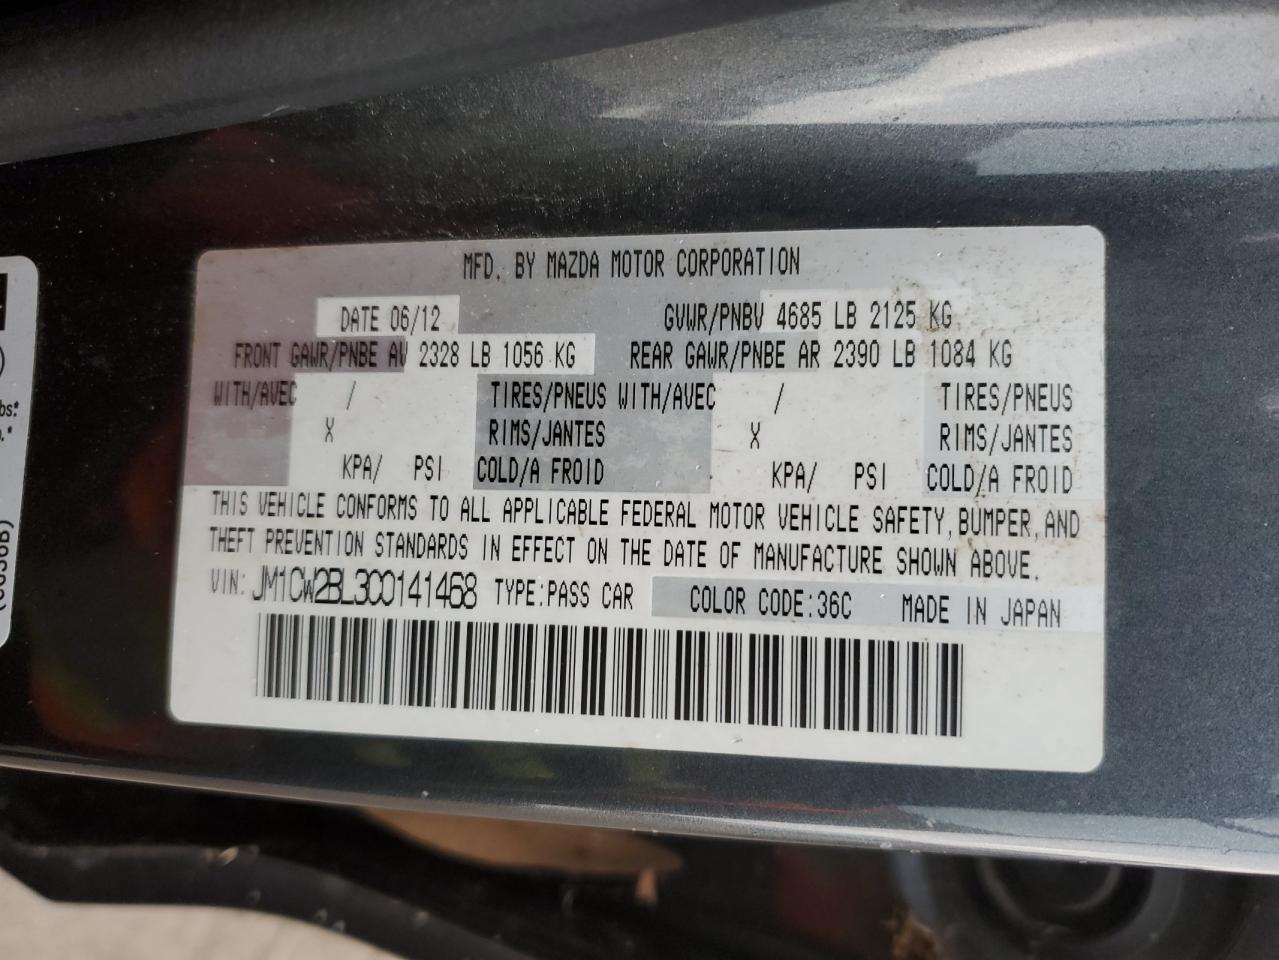 MFD. BY MAZDA MOTOR CORPORATION
DATE 06/12 GVWR/PNBV 4685 LB 2125 KG
FRONT GAWR/PNBE AV 2328 LB 1056 KG REAR GAWR/PNBE AR 2390 LB 1084 KG
WITH/AVEC / TIRES/PNEUS WITH/AVEC / TIRES/PNEUS
X RIMS/JANTES X RIMS/JANTES
KPA/ PSI COLD/A FROID KPA/ PSI COLD/A FROID
THIS VEHICLE CONFORMS TO ALL APPLICABLE FEDERAL MOTOR VEHICLE SAFETY, BUMPER, AND
THEFT PREVENTION STANDARDS IN EFFECT ON THE DATE OF MANUFACTURE SHOWN ABOVE.
VIN: JM1CW2BL3C0141468 TYPE:PASS CAR COLOR CODE:36C MADE IN JAPAN